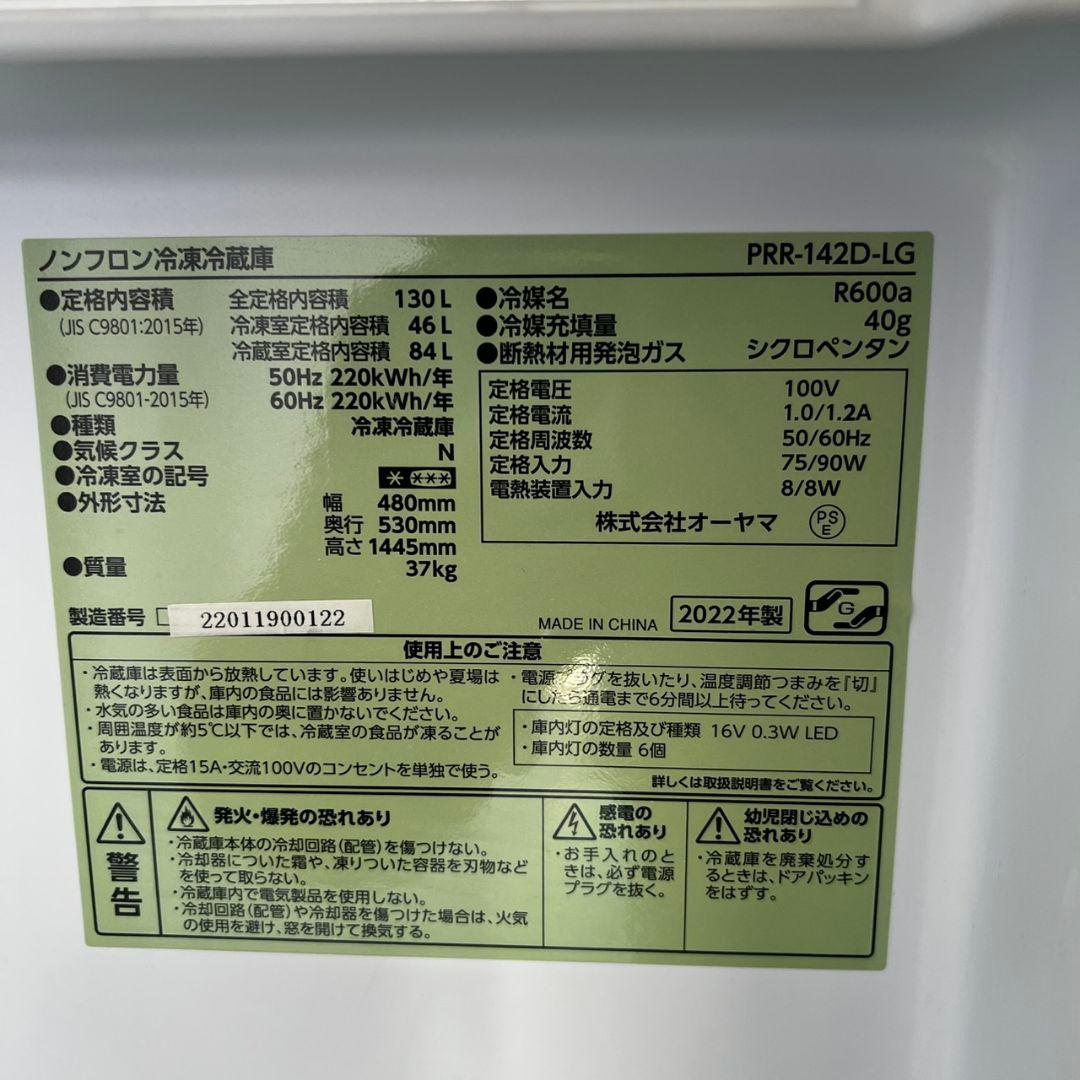 ノンフロン冷凍冷蔵庫
PRR-142D-LG
●定格内容積 全定格内容積 130L
(JIS C9801:2015年) 冷凍室定格内容積 46L
冷蔵室定格内容積 84L
●消費電力量 50Hz 220kWh/年
(JIS C9801-2015年) 60Hz 220kWh/年
●種類 冷凍冷蔵庫
●気候クラス N
●冷凍室の記号
●外形寸法 幅 480mm
奥行 530mm
高さ 1445mm
●質量 37kg
●冷媒名 R600a
●冷媒充填量 40g
●断熱材用発泡ガス シクロペンタン
定格電圧 100V
定格電流 1.0/1.2A
定格周波数 50/60Hz
定格入力 75/90W
電熱装置入力 8/8W
株式会社オーヤマ PSE
製造番号 22011900122
MADE IN CHINA 2022年製 G
使用上のご注意
・冷蔵庫は表面から放熱しています。使いはじめや夏場は
熱くなりますが、庫内の食品には影響ありません。
・水気の多い食品は庫内の奥に置かないでください。
・周囲温度が約5℃以下では、冷蔵室の食品が凍ることが
あります。
・電源は、定格15A・交流100Vのコンセントを単独で使う。
・電源プラグを抜いたり、温度調節つまみを『切』
にしたら通電まで6分間以上待ってください。
・庫内灯の定格及び種類 16V 0.3W LED
・庫内灯の数量 6個
詳しくは取扱説明書をご覧ください。
警告
発火・爆発の恐れあり
・冷蔵庫本体の冷却回路(配管)を傷つけない。
・冷却器についた霜や、凍りついた容器を刃物など
を使って取らない。
・冷蔵庫内で電気製品を使用しない。
・冷却回路(配管)や冷却器を傷つけた場合は、火気
の使用を避け、窓を開けて換気する。
感電の
恐れあり
・お手入れのと
きは、必ず電源
プラグを抜く。
幼児閉じ込めの
恐れあり
・冷蔵庫を廃棄処分す
るときは、ドアパッキン
をはずす。